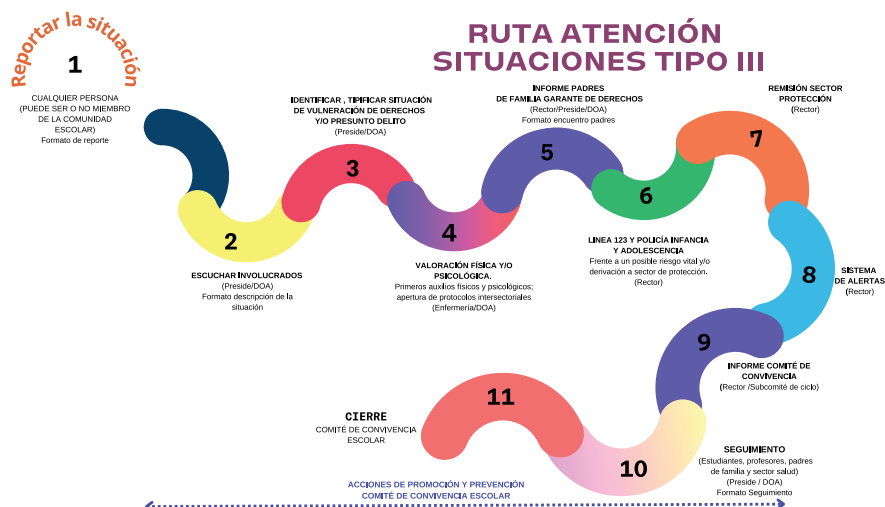 RUTA ATENCIÓN
SITUACIONES TIPO III
Reportar la situación
1
CUALQUIER PERSONA
(PUEDE SER O NO MIEMBRO
DE LA COMUNIDAD
ESCOLAR)
Formato de reporte
2
ESCUCHAR INVOLUCRADOS
(Preside/DOA)
Formato descripción de la
situación
IDENTIFICAR , TIPIFICAR SITUACIÓN
DE VULNERACIÓN DE DERECHOS
Y/O PRESUNTO DELITO
(Preside/DOA)
3
4
VALORACIÓN FÍSICA Y/O
PSICOLÓGICA.
Primeros auxilios físicos y psicológicos;
apertura de protocolos intersectoriales
(Enfermería/DOA)
INFORME PADRES
DE FAMILIA GARANTE DE DERECHOS
(Rector/Preside/DOA)
Formato encuentro padres
5
6
LINEA 123 Y POLICÍA INFANCIA
Y ADOLESCENCIA
Frente a un posible riesgo vital y/o
derivación a sector de protección.
(Rector)
REMISIÓN SECTOR
PROTECCIÓN
(Rector)
7
8
SISTEMA
DE ALERTAS
(Rector)
9
INFORME COMITÉ DE
CONVIVENCIA
(Rector /Subcomité de ciclo)
10
SEGUIMIENTO
(Estudiantes, profesores, padres
de familia y sector salud)
(Preside / DOA)
Formato Seguimiento
11
CIERRE
COMITÉ DE CONVIVENCIA
ESCOLAR
ACCIONES DE PROMOCIÓN Y PREVENCIÓN
COMITÉ DE CONVIVENCIA ESCOLAR